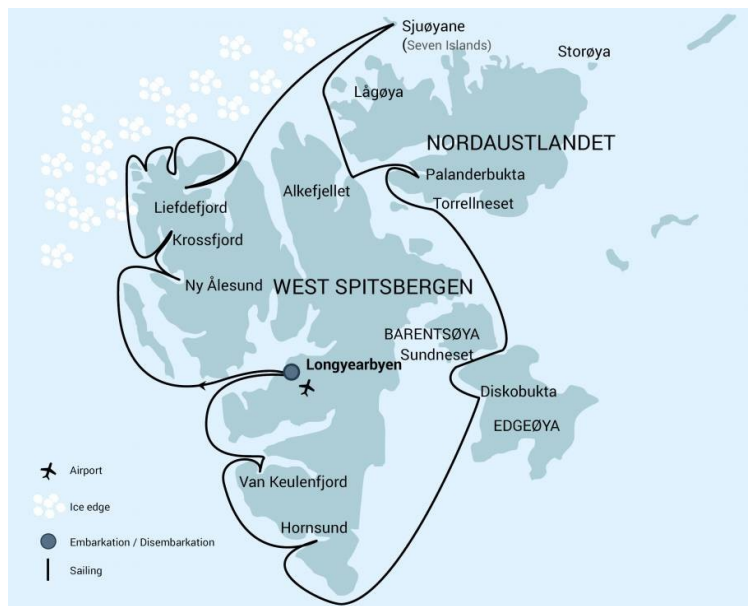 Sjuøyane
(Seven Islands)
Storøya
Lågøya
NORDAUSTLANDET
Palanderbukta
Alkefjellet
Torrellneset
Liefdefjord
Krossfjord
Ny Ålesund
WEST SPITSBERGEN
BARENTSØYA
Sundneset
Longyearbyen
Diskobukta
EDGEØYA
Van Keulenfjord
Hornsund
Airport
Ice edge
Embarkation / Disembarkation
Sailing